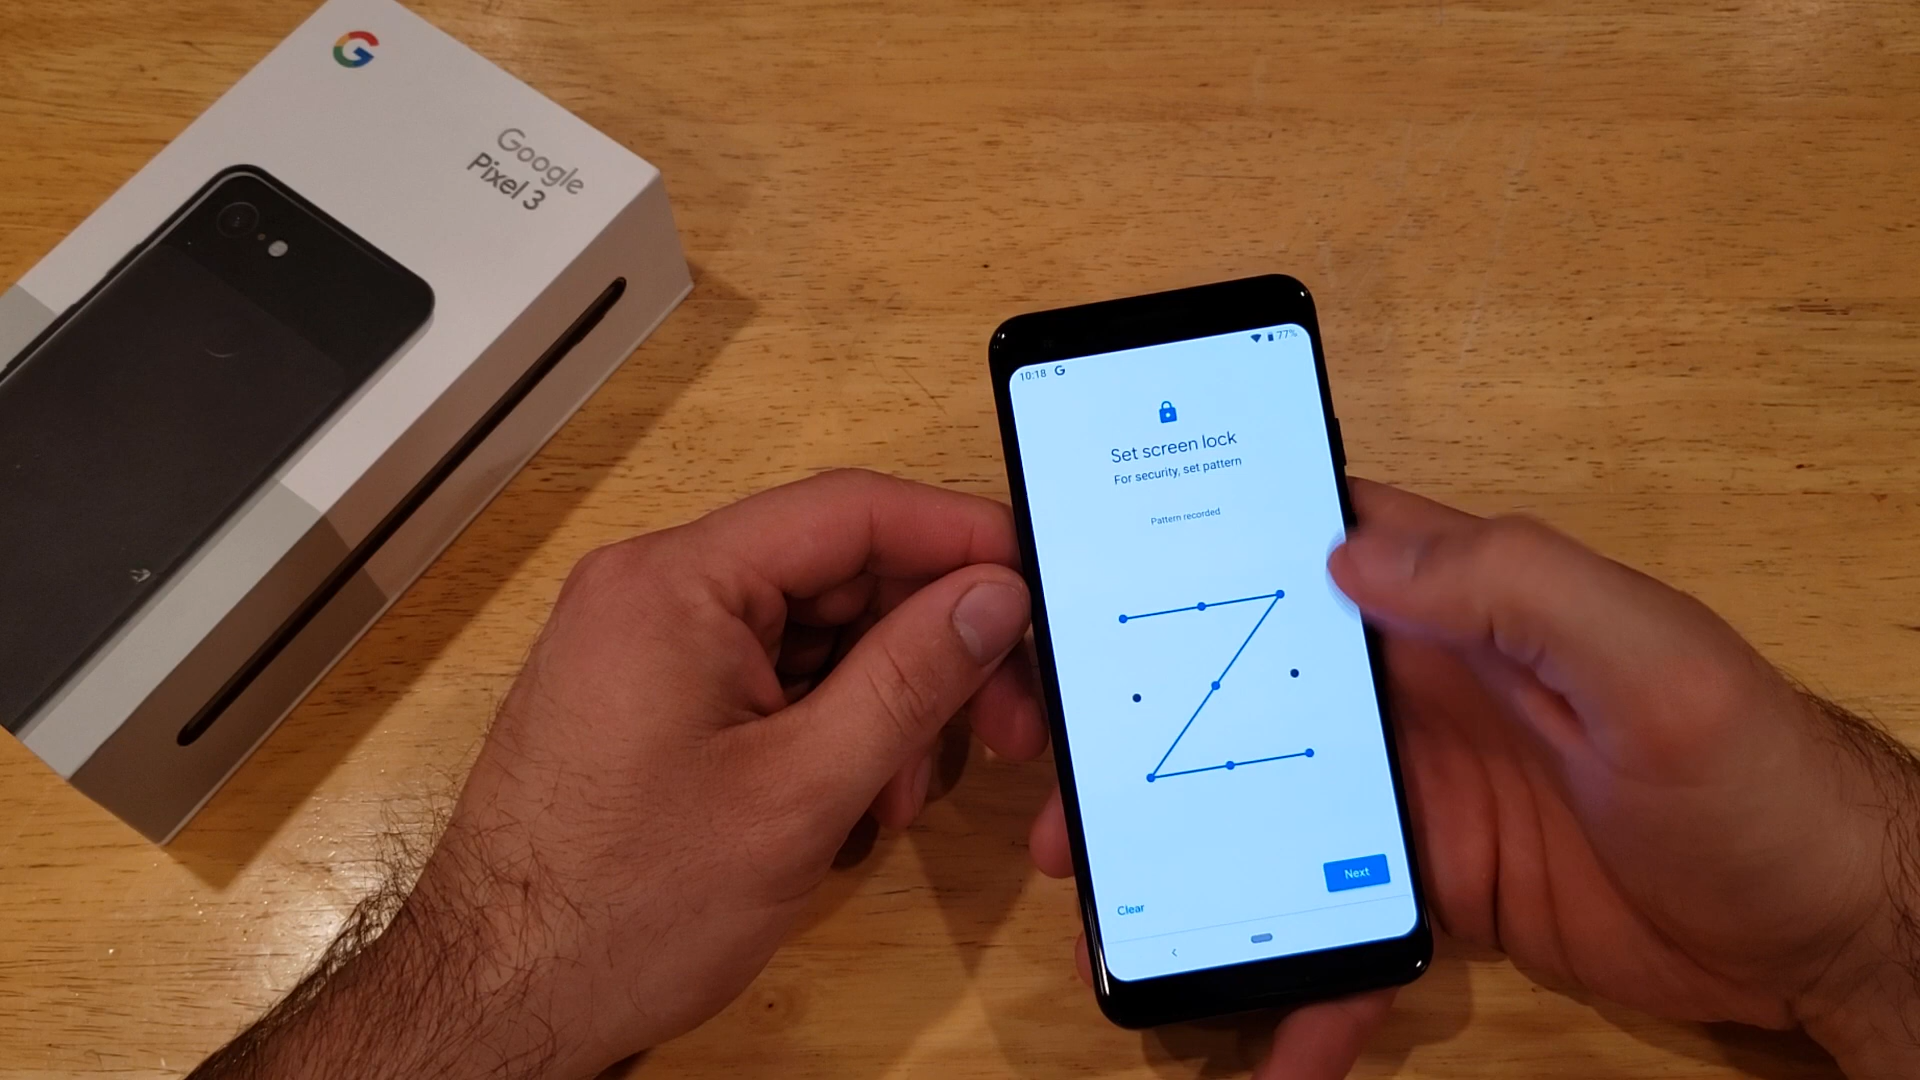 Google
Pixel 3
10:18 G
77%
Set screen lock
For security, set pattern
Pattern recorded
Next
Clear